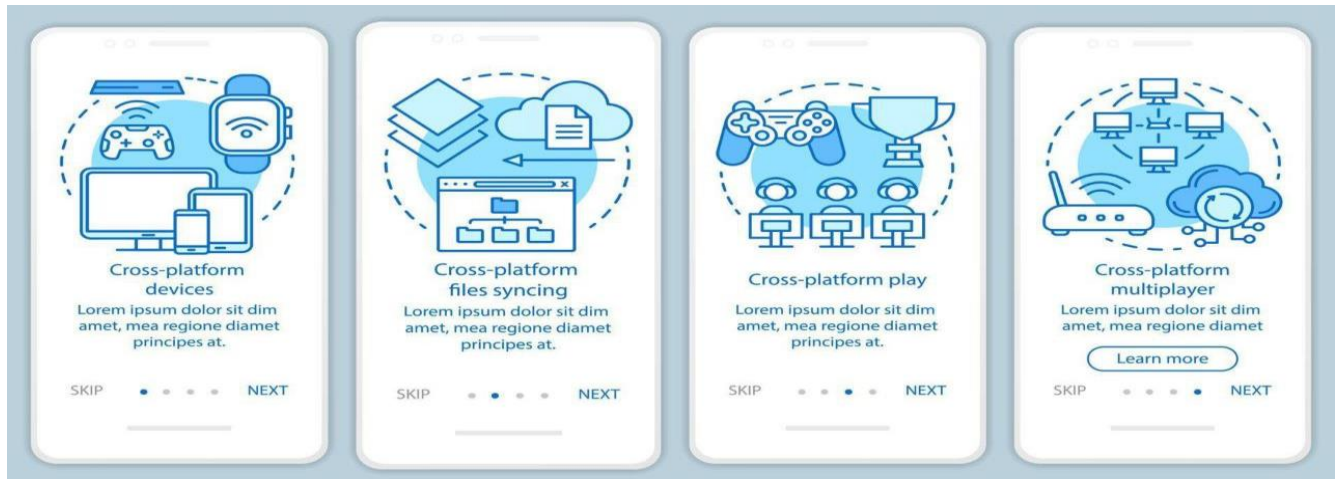 Cross-platform
devices
Lorem ipsum dolor sit dim
amet, mea regione diamet
principes at.
SKIP
NEXT
Cross-platform
files syncing
Lorem ipsum dolor sit dim
amet, mea regione diamet
principes at.
SKIP
NEXT
Cross-platform play
Lorem ipsum dolor sit dim
amet, mea regione diamet
principes at.
SKIP
NEXT
Cross-platform
multiplayer
Lorem ipsum dolor sit dim
amet, mea regione diamet
Learn more
SKIP
NEXT